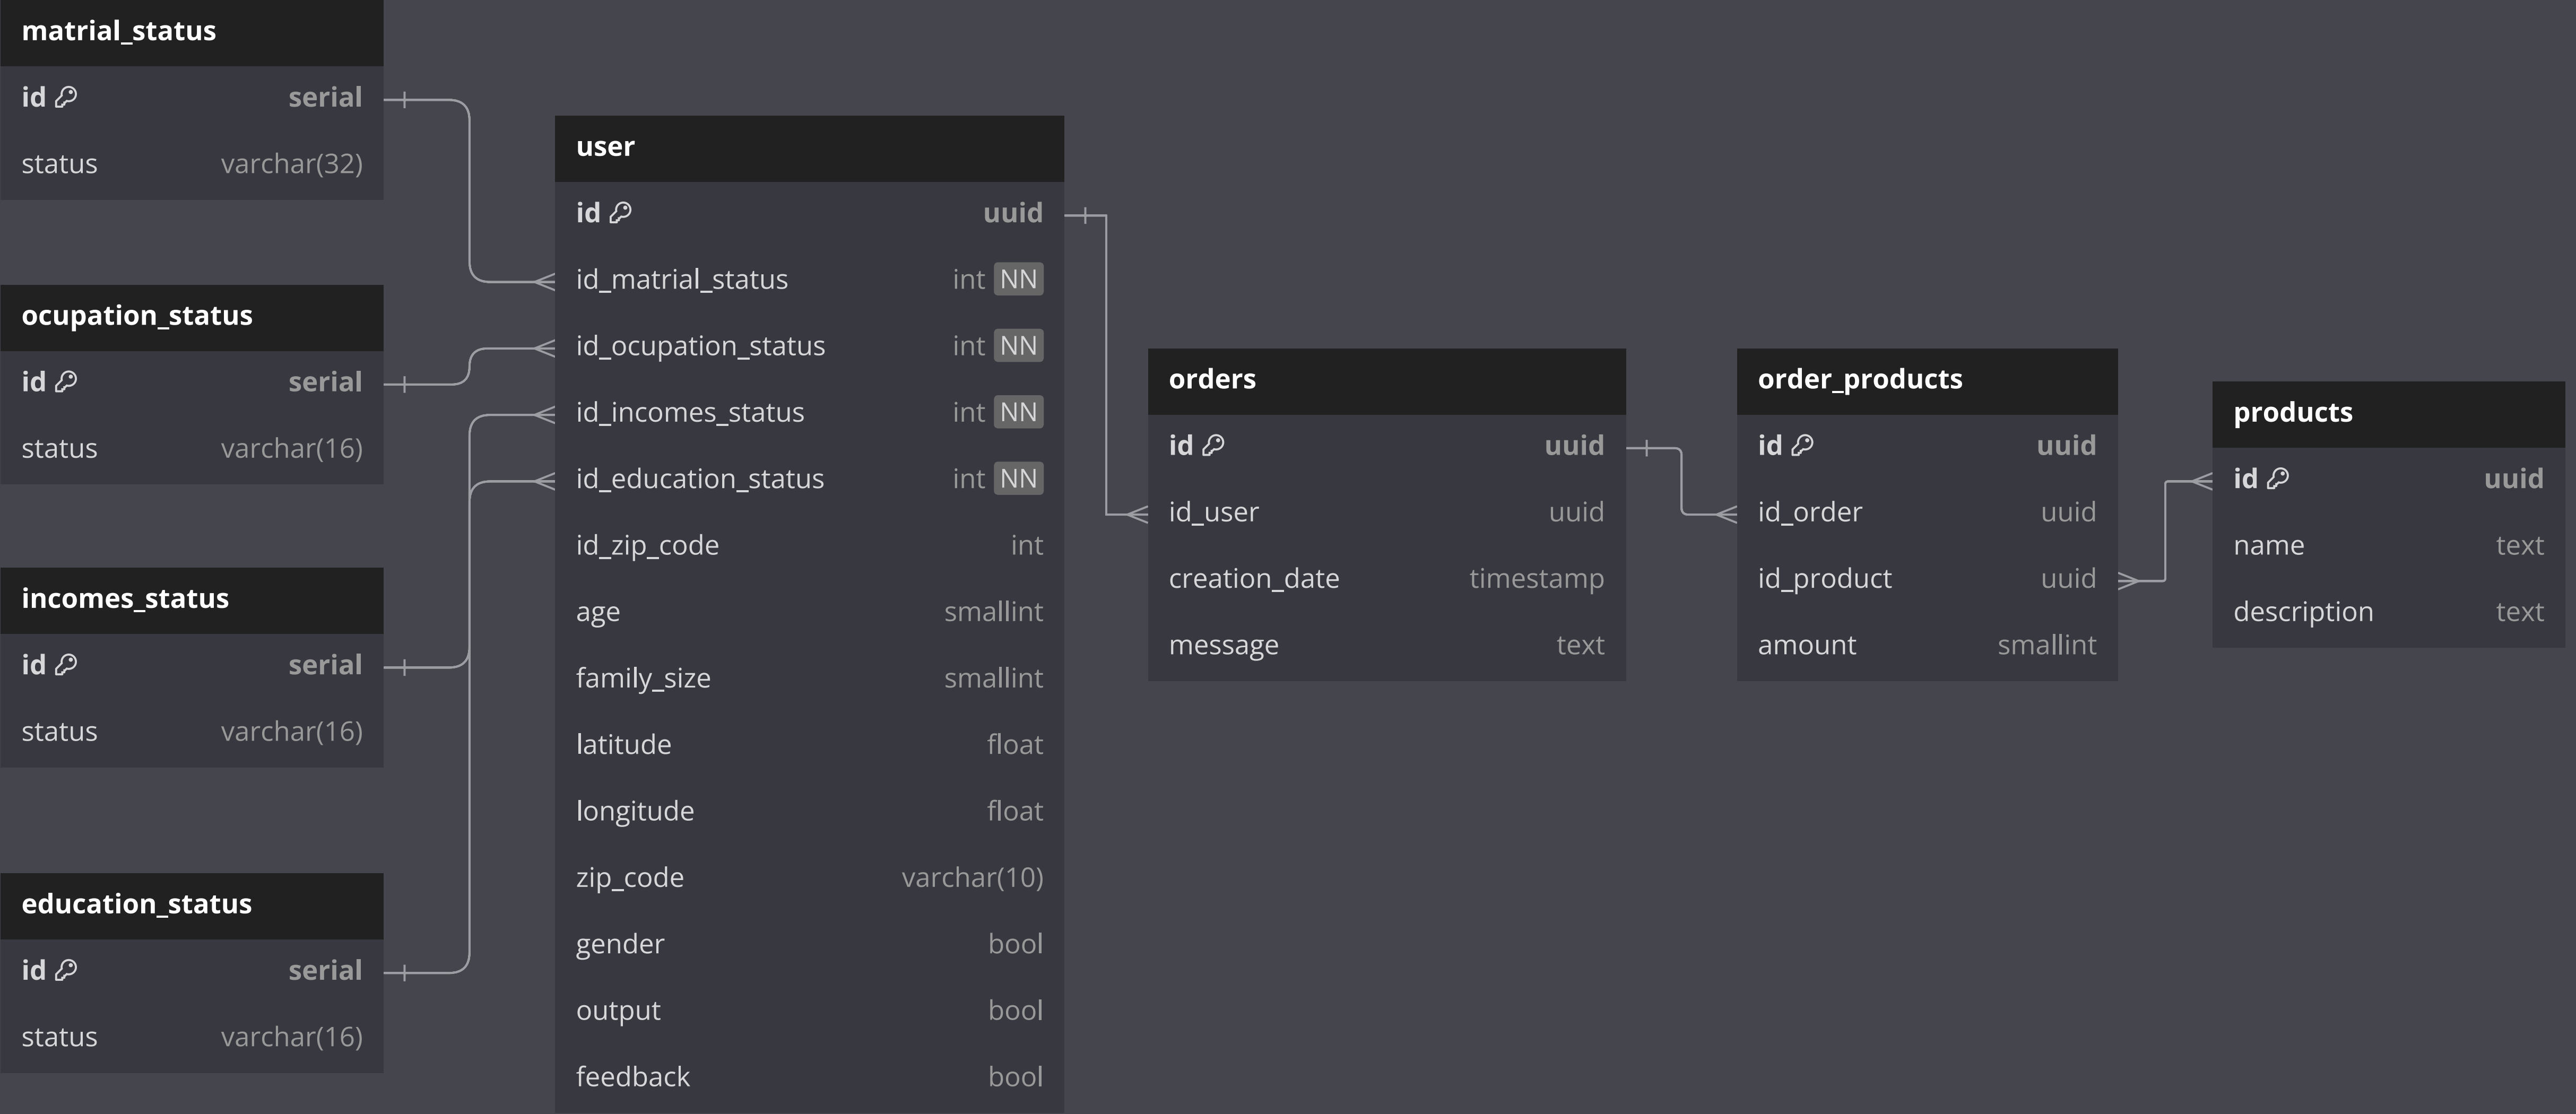 matrial_status
id serial
status varchar(32)
ocupation_status
id serial
status varchar(16)
incomes_status
id serial
status varchar(16)
education_status
id serial
status varchar(16)
user
id uuid
id_matrial_status int NN
id_ocupation_status int NN
id_incomes_status int NN
id_education_status int NN
id_zip_code int
age smallint
family_size smallint
latitude float
longitude float
zip_code varchar(10)
gender bool
output bool
feedback bool
orders
id uuid
id_user uuid
creation_date timestamp
message text
order_products
id uuid
id_order uuid
id_product uuid
amount smallint
products
id uuid
name text
description text